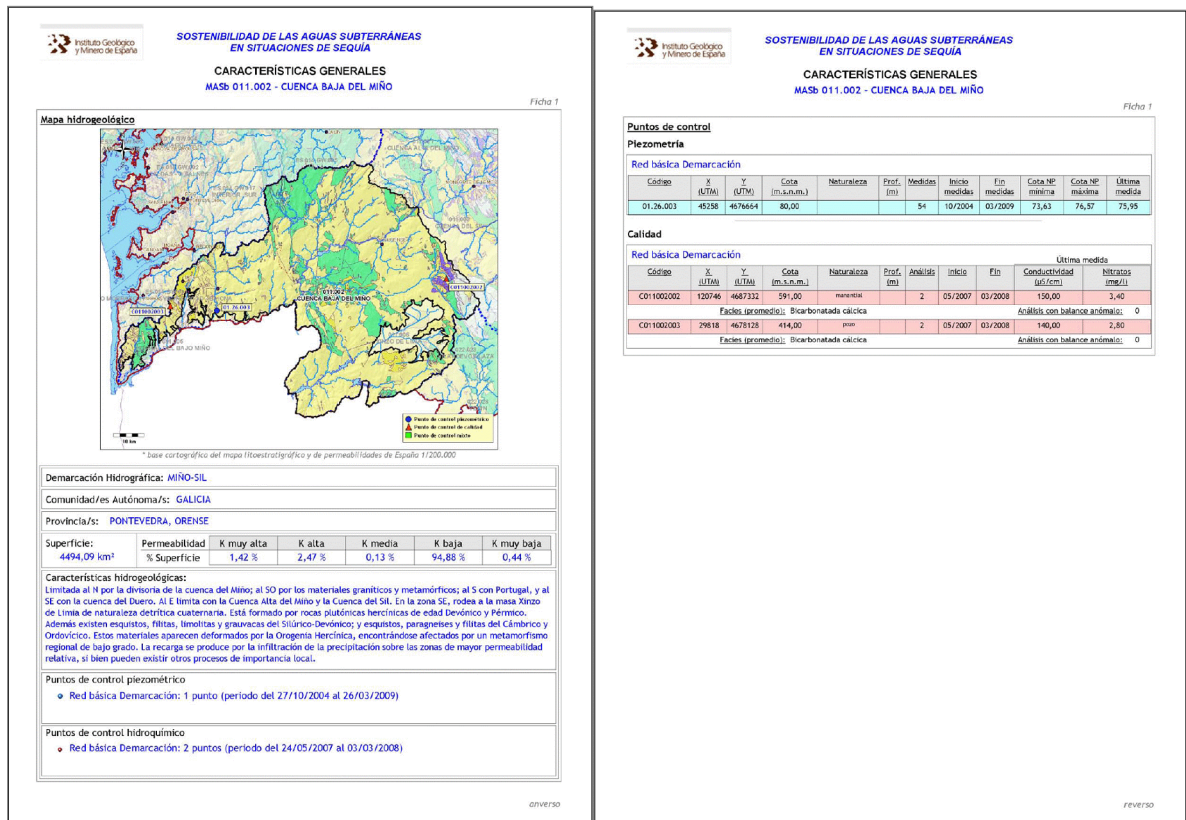 Instituto Geológico
y Minero de España
SOSTENIBILIDAD DE LAS AGUAS SUBTERRÁNEAS
EN SITUACIONES DE SEQUÍA
CARACTERÍSTICAS GENERALES
MASb 011.002 - CUENCA BAJA DEL MIÑO
Ficha 1
Mapa hidrogeológico
C011002002
011.002
CUENCA BAJA DEL MIÑO
01.26.003
C011002003
Punto de control piezométrico
Punto de control de calidad
Punto de control mixto
10 km
* base cartográfica del mapa litoestratigráfico y de permeabilidades de España 1/200.000
Demarcación Hidrográfica: MIÑO-SIL
Comunidad/es Autónoma/s: GALICIA
Provincia/s: PONTEVEDRA, ORENSE
Superficie: Permeabilidad K muy alta K alta K media K baja K muy baja
4494,09 km² % Superficie 1,42 % 2,47 % 0,13 % 94,88 % 0,44 %
Características hidrogeológicas:
Limitada al N por la divisoria de la cuenca del Miño; al SO por los materiales graníticos y metamórficos; al S con Portugal, y al
SE con la cuenca del Duero. Al E limita con la Cuenca Alta del Miño y la Cuenca del Sil. En la zona SE, rodea a la masa Xinzo
de Limia de naturaleza detrítica cuaternaria. Está formado por rocas plutónicas hercínicas de edad Devónico y Pérmico.
Además existen esquistos, filitas, limolitas y grauvacas del Silúrico-Devónico; y esquistos, paragneises y filitas del Cámbrico y
Ordovícico. Estos materiales aparecen deformados por la Orogenia Hercínica, encontrándose afectados por un metamorfismo
regional de bajo grado. La recarga se produce por la infiltración de la precipitación sobre las zonas de mayor permeabilidad
relativa, si bien pueden existir otros procesos de importancia local.
Puntos de control piezométrico
Red básica Demarcación: 1 punto (periodo del 27/10/2004 al 26/03/2009)
Puntos de control hidroquímico
Red básica Demarcación: 2 puntos (periodo del 24/05/2007 al 03/03/2008)
anverso
Instituto Geológico
y Minero de España
SOSTENIBILIDAD DE LAS AGUAS SUBTERRÁNEAS
EN SITUACIONES DE SEQUÍA
CARACTERÍSTICAS GENERALES
MASb 011.002 - CUENCA BAJA DEL MIÑO
Ficha 1
Puntos de control
Piezometría
Red básica Demarcación
Código X (UTM) Y (UTM) Cota (m.s.n.m.) Naturaleza Prof. (m) Medidas Inicio medidas Fin medidas Cota NP mínima Cota NP máxima Última medida
01.26.003 45258 4676664 80,00 54 10/2004 03/2009 73,63 76,57 75,95
Calidad
Red básica Demarcación
Última medida
Código X (UTM) Y (UTM) Cota (m.s.n.m.) Naturaleza Prof. (m) Análisis Inicio Fin Conductividad (µS/cm) Nitratos (mg/l)
C011002002 120746 4687332 591,00 manantial 2 05/2007 03/2008 150,00 3,40
Facies (promedio): Bicarbonatada cálcica Análisis con balance anómalo: 0
C011002003 29818 4678128 414,00 pozo 2 05/2007 03/2008 140,00 2,80
Facies (promedio): Bicarbonatada cálcica Análisis con balance anómalo: 0
reverso